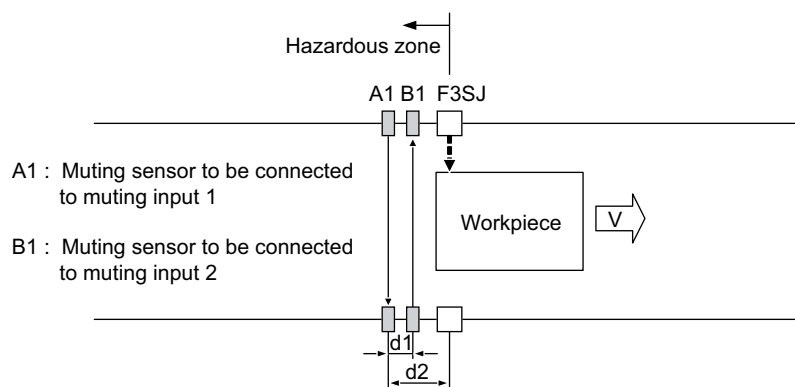 Hazardous zone
A1 B1 F3SJ
A1 : Muting sensor to be connected
to muting input 1
Workpiece
V
B1 : Muting sensor to be connected
to muting input 2
d1
d2